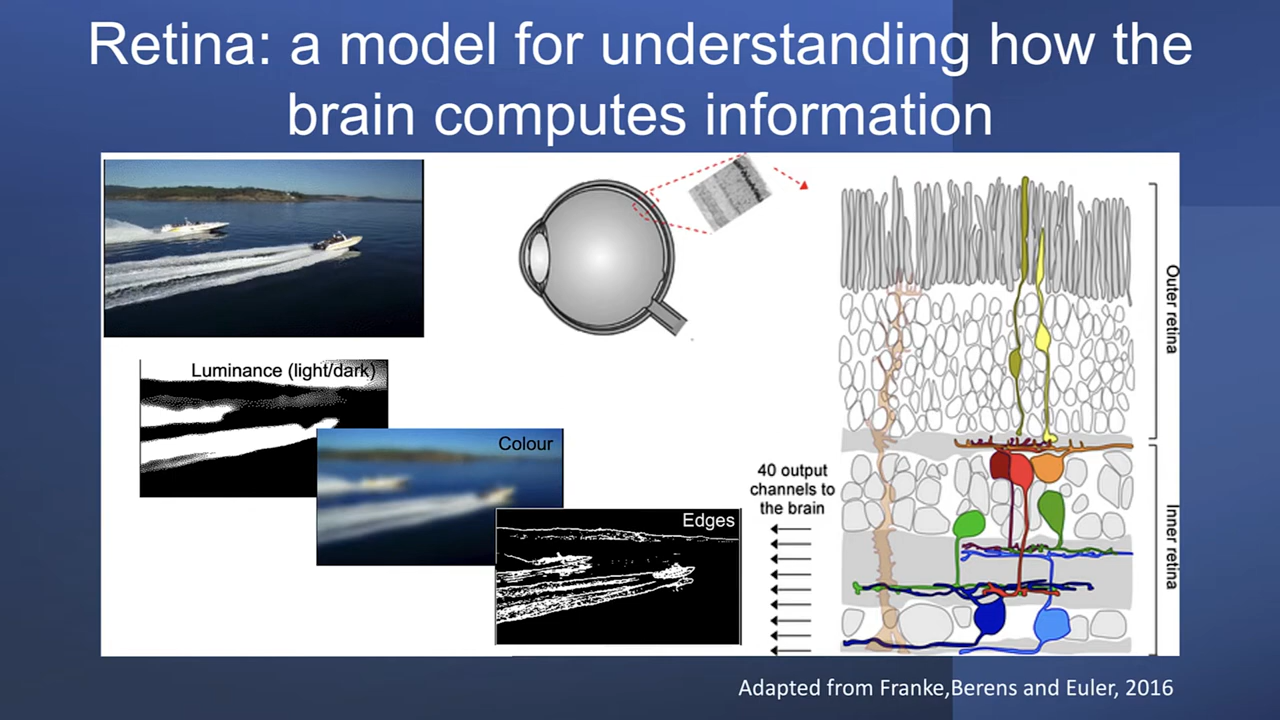 Retina: a model for understanding how the
brain computes information
Luminance (light/dark)
Colour
Edges
40 output
channels to
the brain
Outer retina
Inner retina
Adapted from Franke,Berens and Euler, 2016